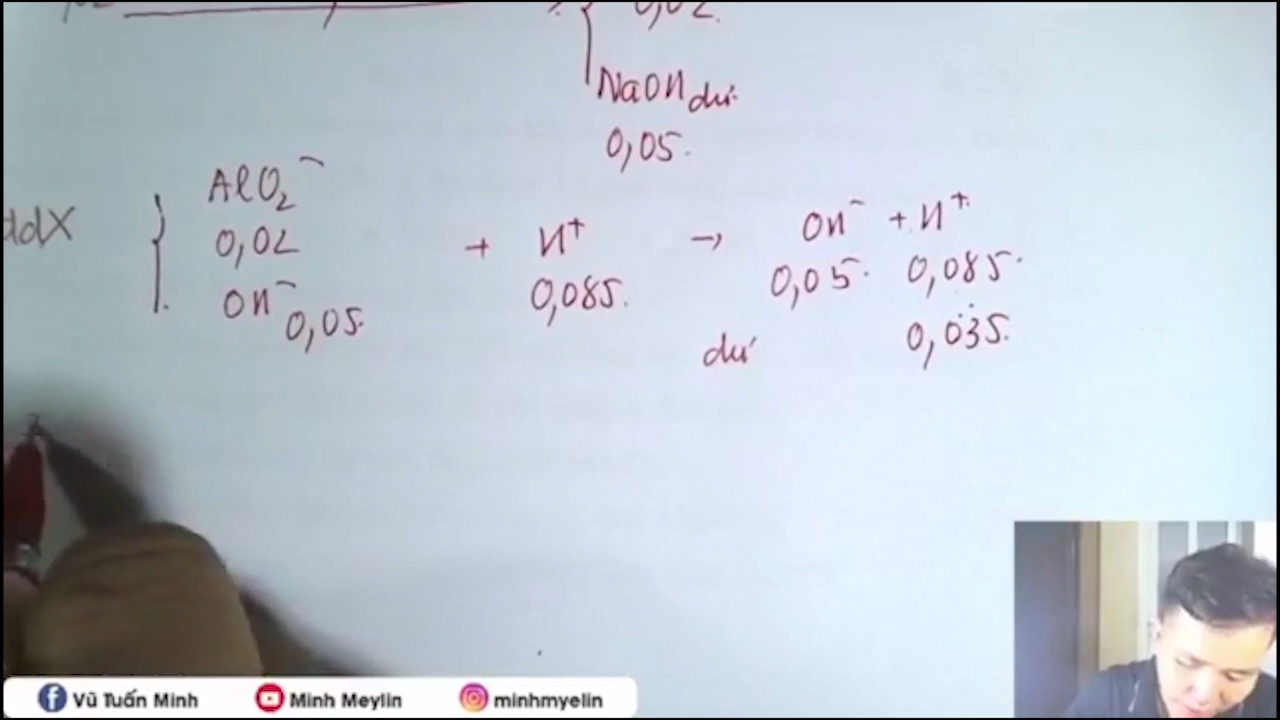 0,02.
NaOH dư
0,05.
ddX { AlO2⁻ 0,02 OH⁻ 0,05. + H⁺ 0,085. → OH⁻ + H⁺
0,05. 0,085.
dư 0,035.
Vũ Tuấn Minh Minh Meylin minhmyelin